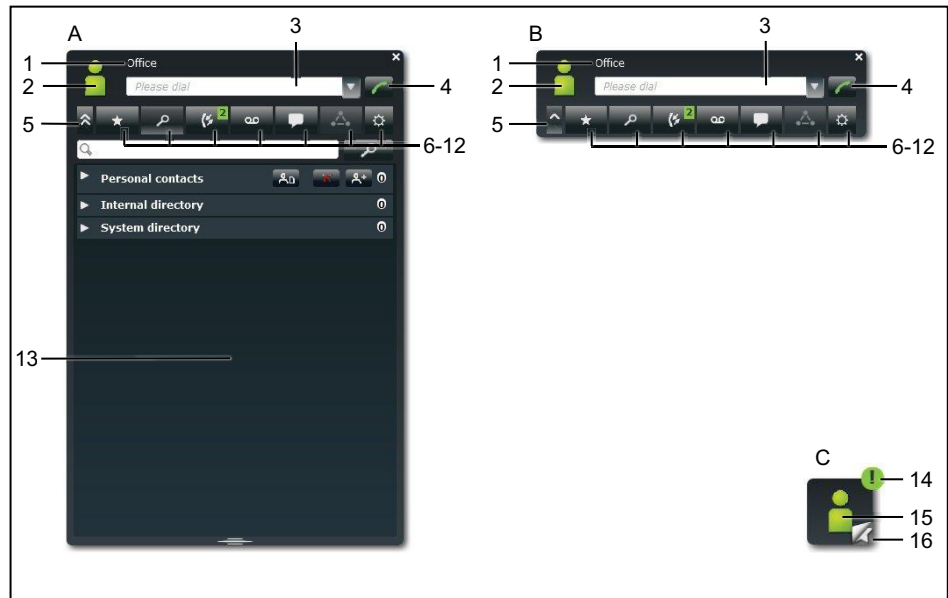 A
3
B
3
1
Office
×
1
Office
×
2
Please dial
4
2
Please dial
4
5
2
6-12
5
2
6-12
Personal contacts
0
Internal directory
0
System directory
0
13
C
!
14
15
16